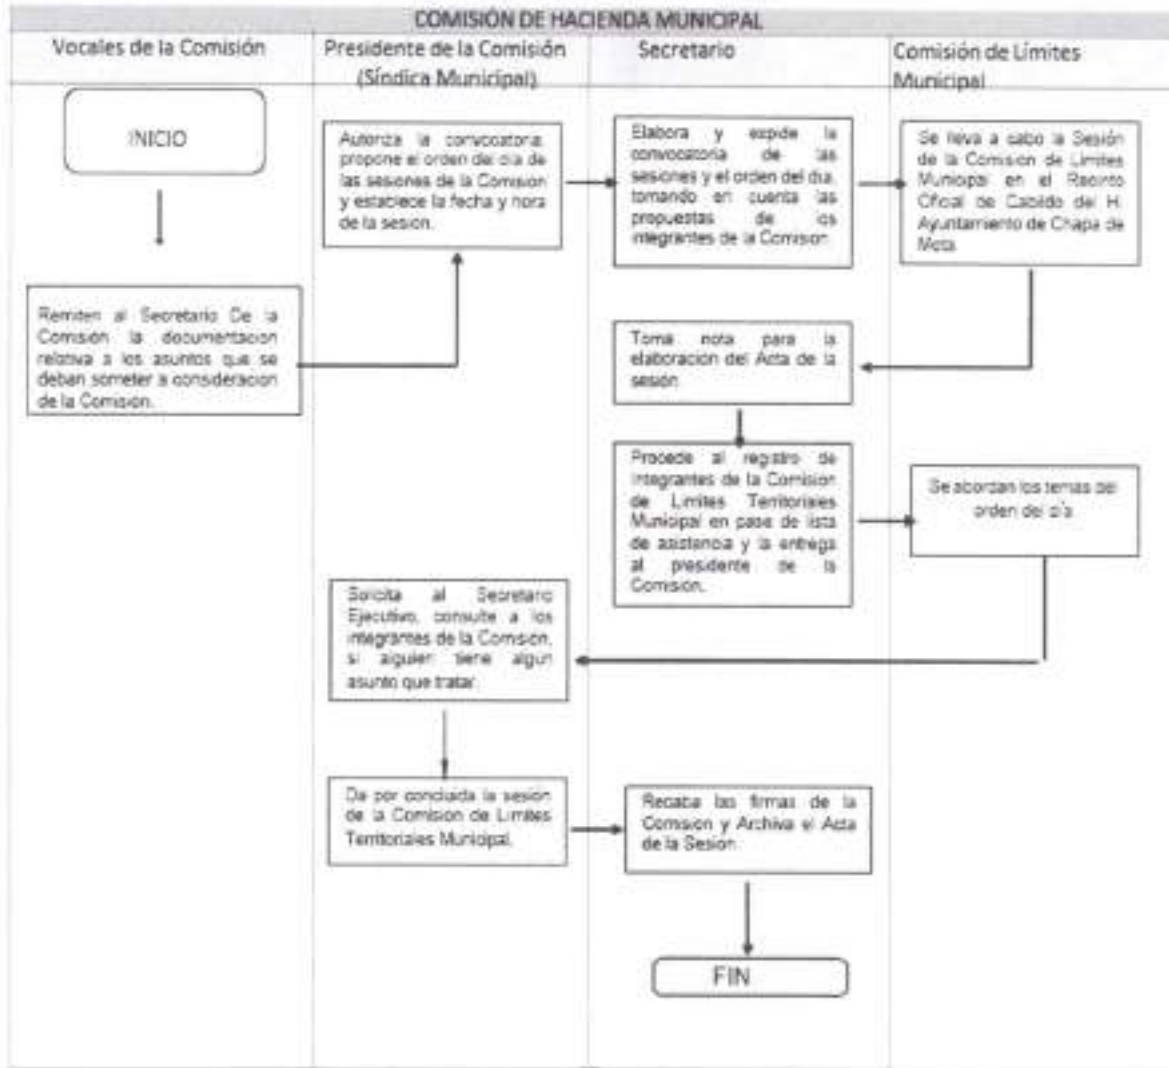 COMISIÓN DE HACIENDA MUNICIPAL
Vocales de la Comisión
Presidente de la Comisión
(Síndica Municipal)
Secretario
Comisión de Límites
Municipal
INICIO
Autoriza la convocatoria:
propone el orden del día de
las sesiones de la Comisión
y establece la fecha y hora
de la sesión.
Elabora y expide la
convocatoria de las
sesiones y el orden del dia,
tomando en cuenta las
propuestas de los
integrantes de la Comision.
Se lleva a cabo la Sesión
de la Comision de Limites
Municipal en el Recinto
Oficial de Cabildo del H.
Ayuntamiento de Chapa de
Mota.
Remiten al Secretario De la
Comisión la documentacion
relativa a los asuntos que se
deban someter a consideracion
de la Comisión.
Toma nota para la
elaboración del Acta de la
sesión
Procede al registro de
integrantes de la Comision
de Limites Territoriales
Municipal en pase de lista
de asistencia y la entrega
al presidente de la
Comisión.
Se abordan los temas del
orden del día
Solicita al Secretario
Ejecutivo, consulte a los
integrantes de la Comision,
si alguien tiene algun
asunto que tratar.
Da por concluida la sesión
de la Comision de Limites
Territoriales Municipal.
Recaba las firmas de la
Comision y Archiva el Acta
de la Sesion
FIN